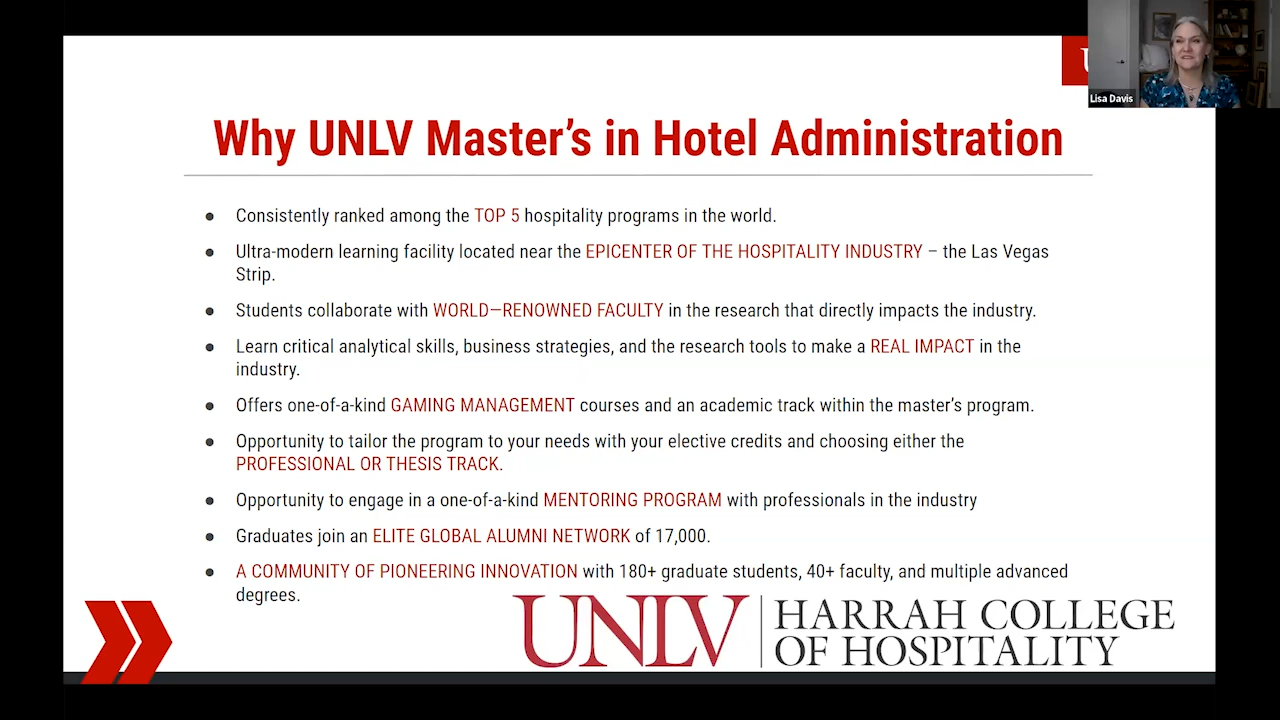 Lisa Davis
Why UNLV Master's in Hotel Administration
● Consistently ranked among the TOP 5 hospitality programs in the world.
● Ultra-modern learning facility located near the EPICENTER OF THE HOSPITALITY INDUSTRY – the Las Vegas
Strip.
● Students collaborate with WORLD—RENOWNED FACULTY in the research that directly impacts the industry.
● Learn critical analytical skills, business strategies, and the research tools to make a REAL IMPACT in the
industry.
● Offers one-of-a-kind GAMING MANAGEMENT courses and an academic track within the master's program.
● Opportunity to tailor the program to your needs with your elective credits and choosing either the
PROFESSIONAL OR THESIS TRACK.
● Opportunity to engage in a one-of-a-kind MENTORING PROGRAM with professionals in the industry
● Graduates join an ELITE GLOBAL ALUMNI NETWORK of 17,000.
● A COMMUNITY OF PIONEERING INNOVATION with 180+ graduate students, 40+ faculty, and multiple advanced
degrees.
UNLV
HARRAH COLLEGE
OF HOSPITALITY